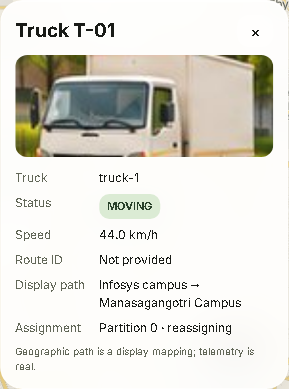 Truck T-01
×
Truck truck-1
Status MOVING
Speed 44.0 km/h
Route ID Not provided
Display path Infosys campus →
Manasagangotri Campus
Assignment Partition 0 · reassigning
Geographic path is a display mapping; telemetry is
real.